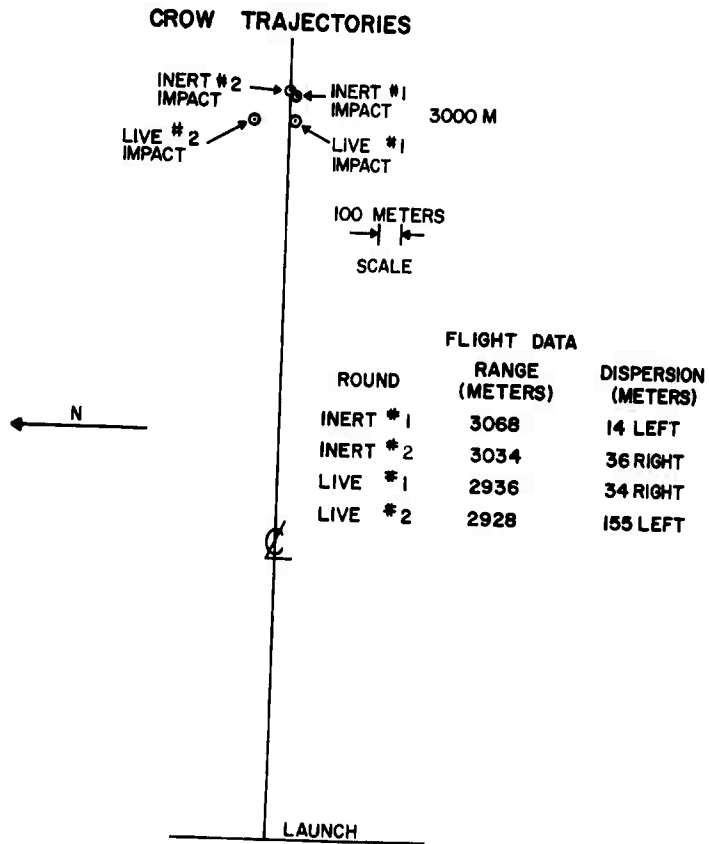 CROW TRAJECTORIES
INERT #2
IMPACT
INERT #1
IMPACT
3000 M
LIVE #2
IMPACT
LIVE #1
IMPACT
100 METERS
SCALE
FLIGHT DATA
ROUND RANGE (METERS) DISPERSION (METERS)
INERT #1 3068 14 LEFT
INERT #2 3034 36 RIGHT
LIVE #1 2936 34 RIGHT
LIVE #2 2928 155 LEFT
N
℄
LAUNCH